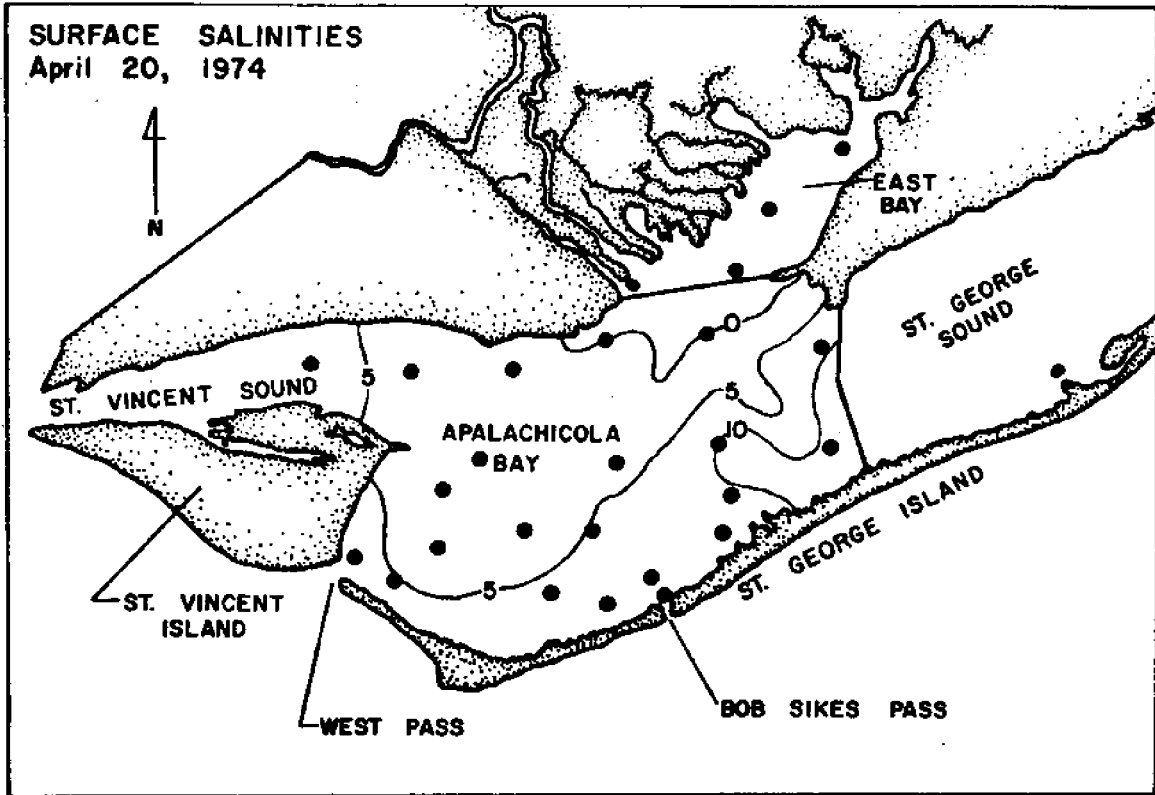 SURFACE SALINITIES
April 20, 1974
N
EAST
BAY
ST. GEORGE
SOUND
0
5
5
10
ST. VINCENT SOUND
APALACHICOLA
BAY
5
ST. GEORGE ISLAND
ST. VINCENT
ISLAND
WEST PASS
BOB SIKES PASS